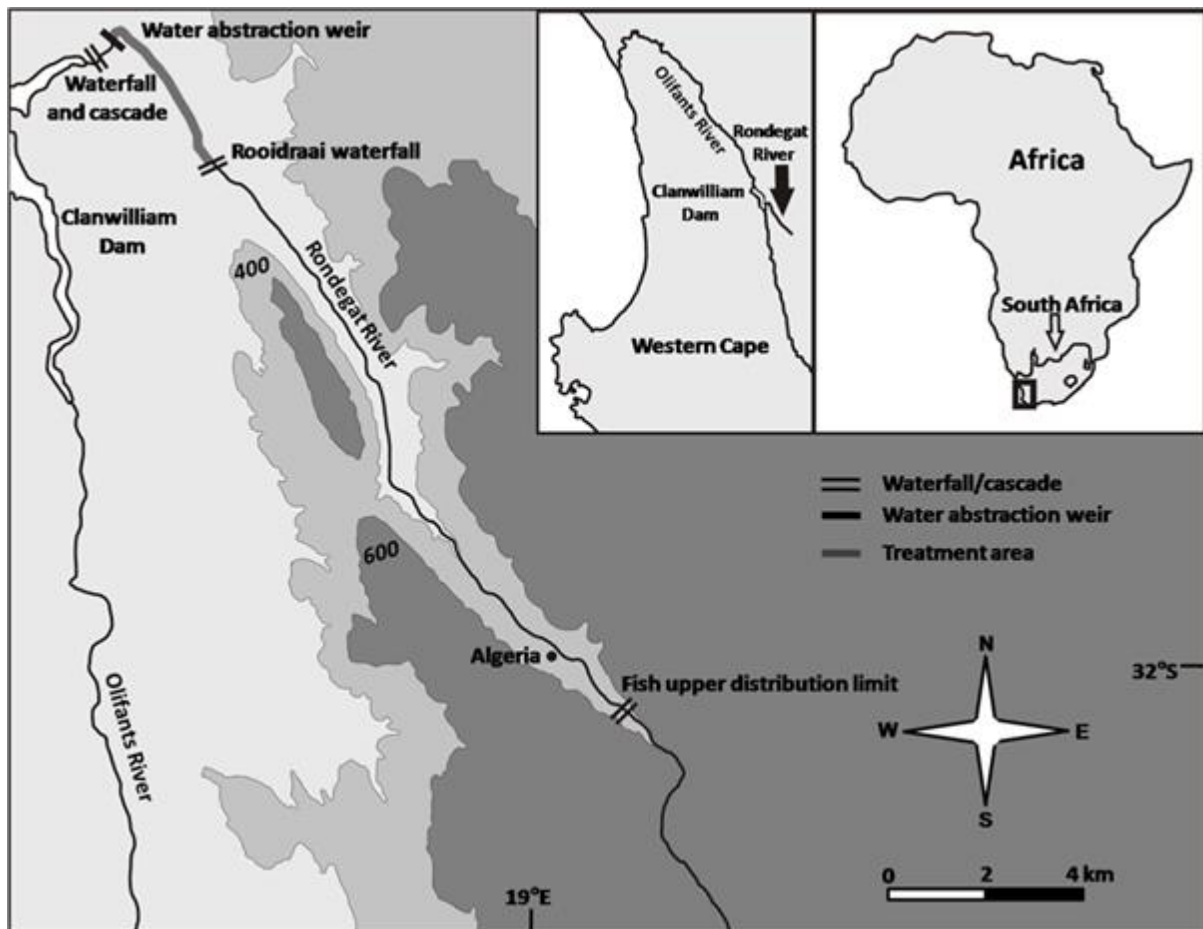 Water abstraction weir
Waterfall
and cascade
Rooidraai waterfall
Clanwilliam
Dam
400
Rondegat River
600
Algeria
Fish upper distribution limit
Olifants River
19°E
Olifants River
Rondegat
River
Clanwilliam
Dam
Western Cape
Africa
South Africa
Waterfall/cascade
Water abstraction weir
Treatment area
32°S
N
W
E
S
0 2 4 km